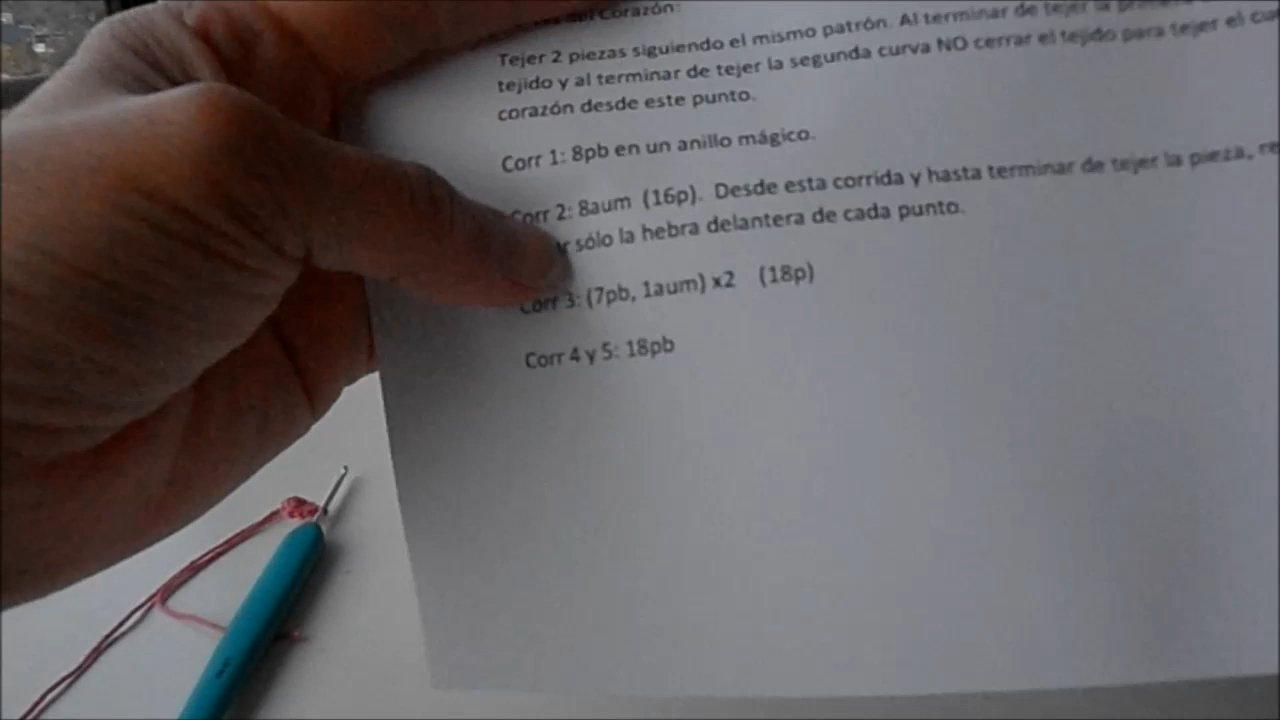 Corazón:
Tejer 2 piezas siguiendo el mismo patrón. Al terminar de tejer la
tejido y al terminar de tejer la segunda curva NO cerrar el tejido para tejer el
corazón desde este punto.
Corr 1: 8pb en un anillo mágico.
Corr 2: 8aum (16p). Desde esta corrida y hasta terminar de tejer la pieza,
sólo la hebra delantera de cada punto.
Corr 3: (7pb, 1aum) x2 (18p)
Corr 4 y 5: 18pb